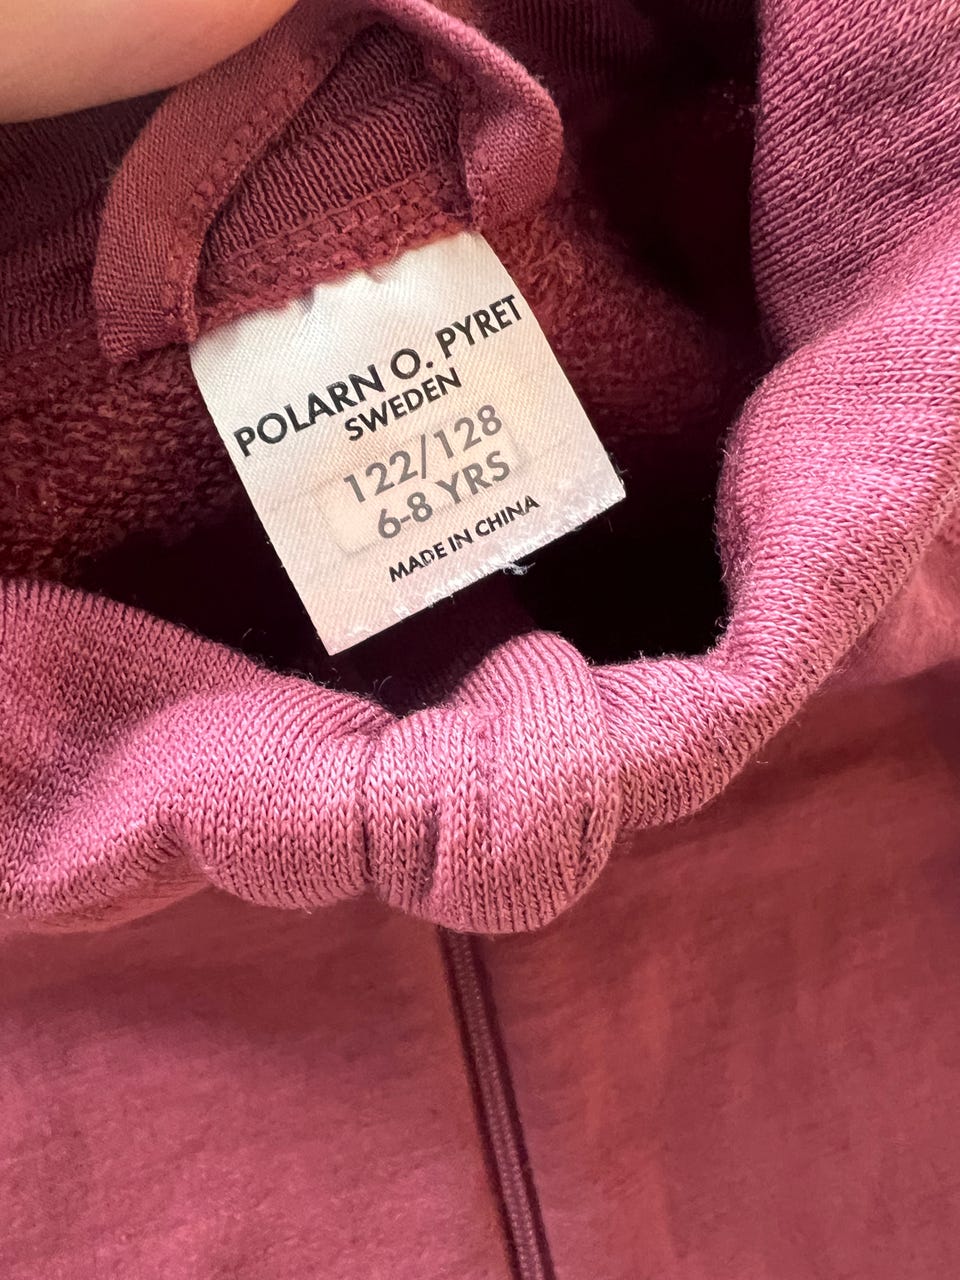 POLARN O. PYRET
SWEDEN
122/128
6-8 YRS
MADE IN CHINA